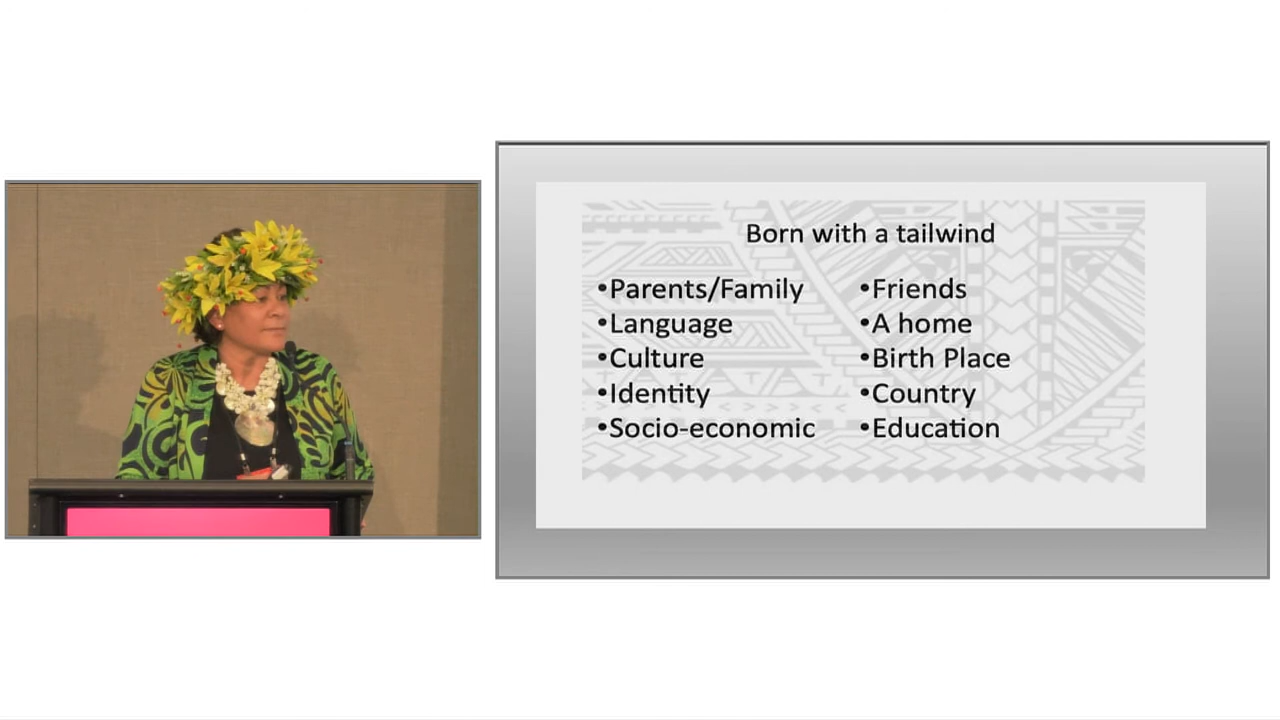 Born with a tailwind
•Parents/Family
•Language
•Culture
•Identity
•Socio-economic
•Friends
•A home
•Birth Place
•Country
•Education